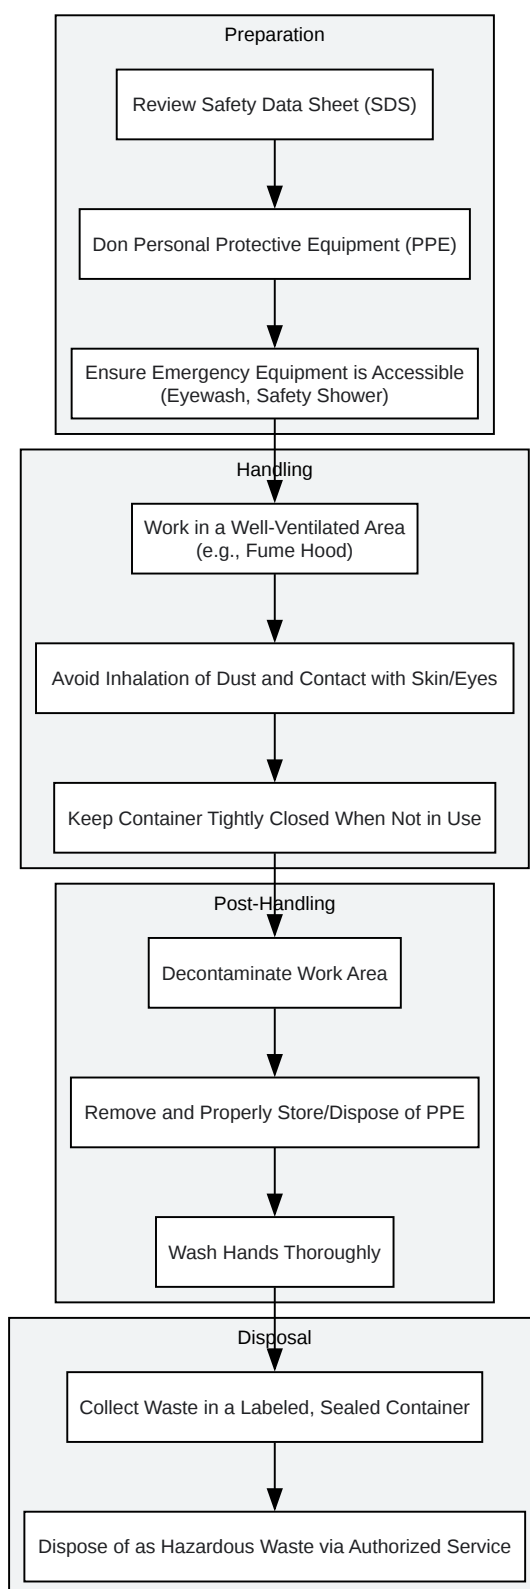 Preparation
Review Safety Data Sheet (SDS)
Don Personal Protective Equipment (PPE)
Ensure Emergency Equipment is Accessible
(Eyewash, Safety Shower)
Handling
Work in a Well-Ventilated Area
(e.g., Fume Hood)
Avoid Inhalation of Dust and Contact with Skin/Eyes
Keep Container Tightly Closed When Not in Use
Post-Handling
Decontaminate Work Area
Remove and Properly Store/Dispose of PPE
Wash Hands Thoroughly
Disposal
Collect Waste in a Labeled, Sealed Container
Dispose of as Hazardous Waste via Authorized Service